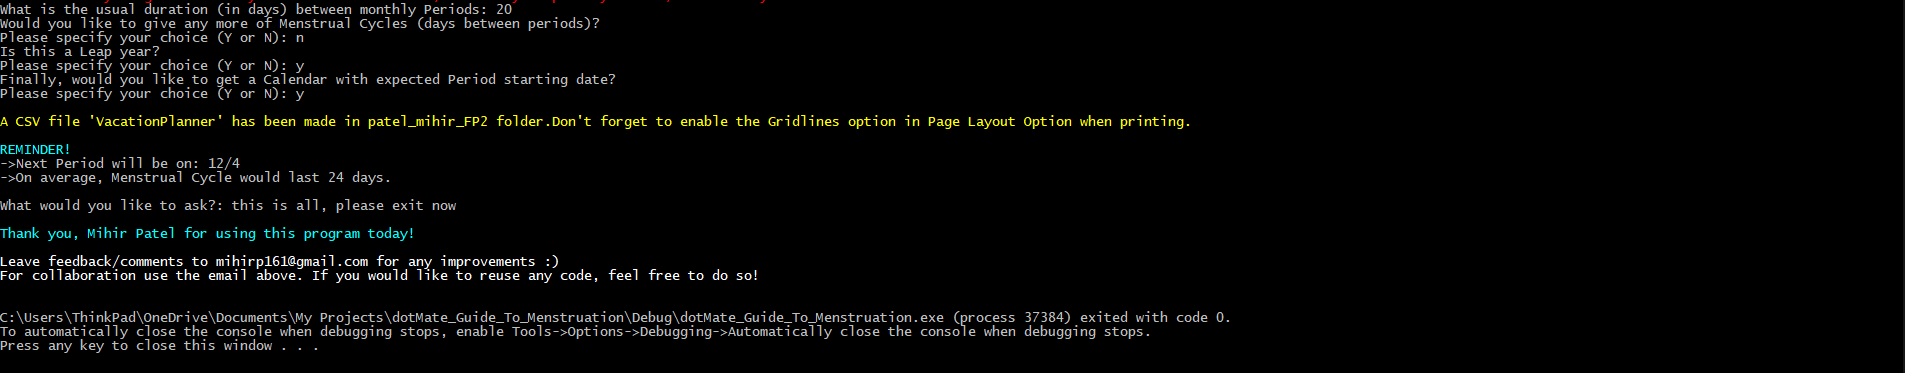 What is the usual duration (in days) between monthly Periods: 20
Would you like to give any more of Menstrual Cycles (days between periods)?
Please specify your choice (Y or N): n
Is this a Leap year?
Please specify your choice (Y or N): y
Finally, would you like to get a Calendar with expected Period starting date?
Please specify your choice (Y or N): y
A CSV file 'VacationPlanner' has been made in patel_mihir_FP2 folder.Don't forget to enable the Gridlines option in Page Layout Option when printing.
REMINDER!
->Next Period will be on: 12/4
->On average, Menstrual Cycle would last 24 days.
What would you like to ask?: this is all, please exit now
Thank you, Mihir Patel for using this program today!
Leave feedback/comments to mihirp161@gmail.com for any improvements :)
For collaboration use the email above. If you would like to reuse any code, feel free to do so!
C:\Users\ThinkPad\OneDrive\Documents\My Projects\dotMate_Guide_To_Menstruation\Debug\dotMate_Guide_To_Menstruation.exe (process 37384) exited with code 0.
To automatically close the console when debugging stops, enable Tools->Options->Debugging->Automatically close the console when debugging stops.
Press any key to close this window . . .